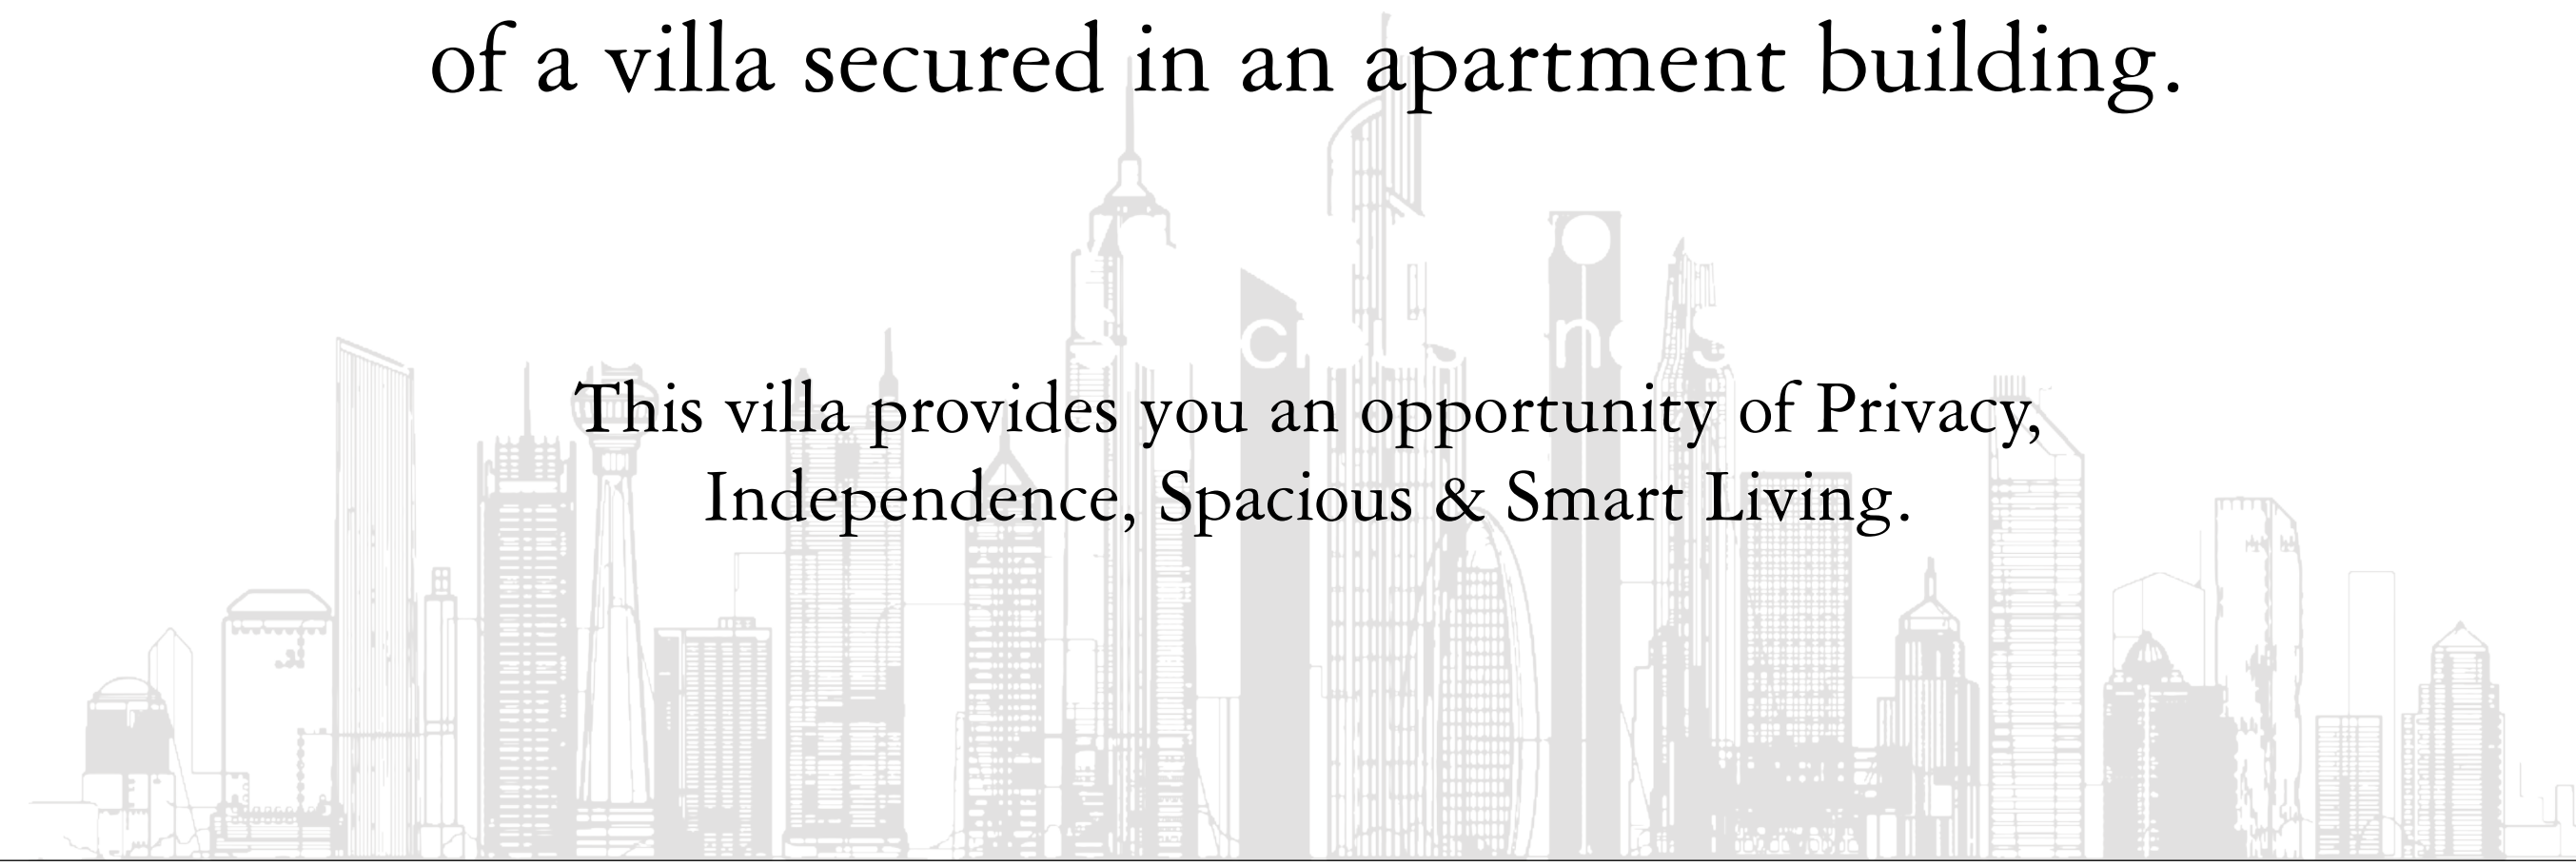 of a villa secured in an apartment building.
This villa provides you an opportunity of Privacy,
Independence, Spacious & Smart Living.